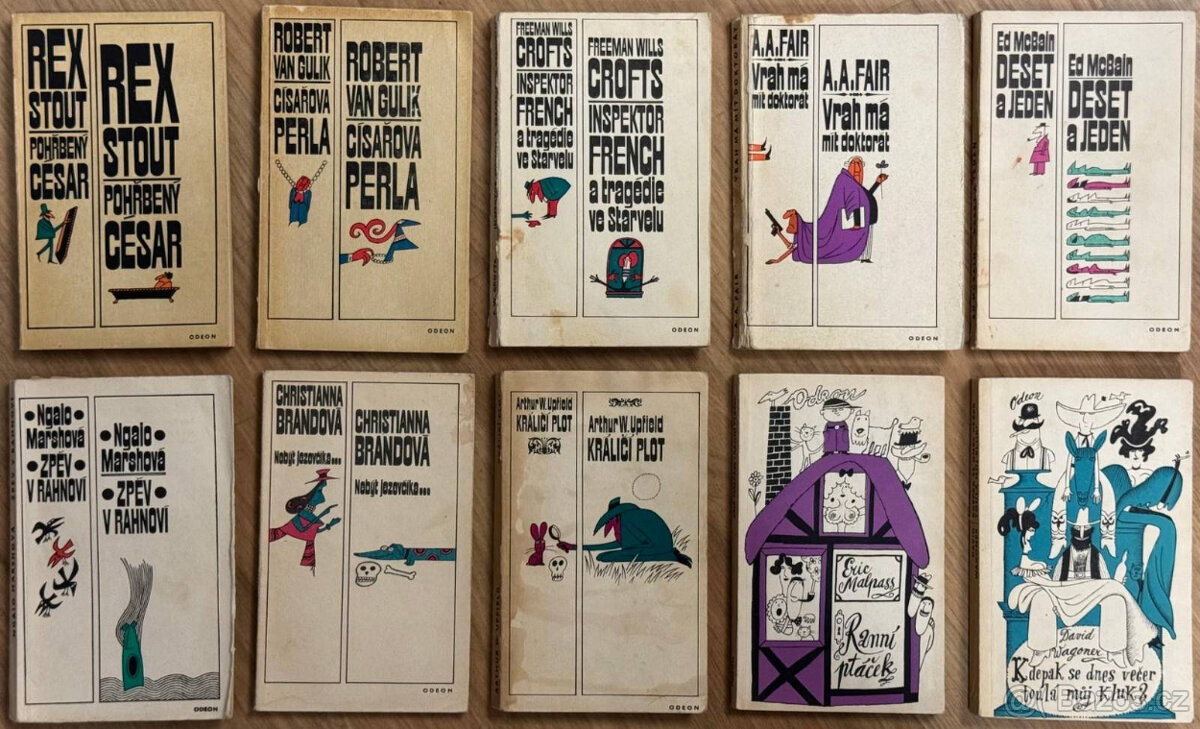 REX
STOUT
POHŘBENÝ
CÉSAR
REX
STOUT
POHŘBENÝ
CÉSAR
ODEON
ROBERT
VAN GULIK
CÍSAŘOVA
PERLA
ROBERT
VAN GULIK
CÍSAŘOVA
PERLA
ODEON
FREEMAN WILLS
CROFTS
INSPEKTOR
FRENCH
a tragédie
ve Starvelu
FREEMAN WILLS
CROFTS
INSPEKTOR
FRENCH
a tragédie
ve Starvelu
ODEON
A.A.FAIR
Vrah má
mít doktorát
A.A.FAIR
Vrah má
mít doktorát
ODEON
Ed McBain
DESET
a JEDEN
Ed McBain
DESET
a JEDEN
ODEON
Ngaio
Marshová
ZPĚV
V RÁHNOVÍ
Ngaio
Marshová
ZPĚV
V RÁHNOVÍ
ODEON
CHRISTIANNA
BRANDOVÁ
Nebýt jezevčíka...
CHRISTIANNA
BRANDOVÁ
Nebýt jezevčíka...
ODEON
Arthur W. Upfield
KRÁLIČÍ PLOT
Arthur W. Upfield
KRÁLIČÍ PLOT
ODEON
Odeon
Eric
Malpass
Ranní
ptáček
Odeon
David
Wagoner
Kdepak se dnes večer
toulá můj kluk?
Bazos.cz